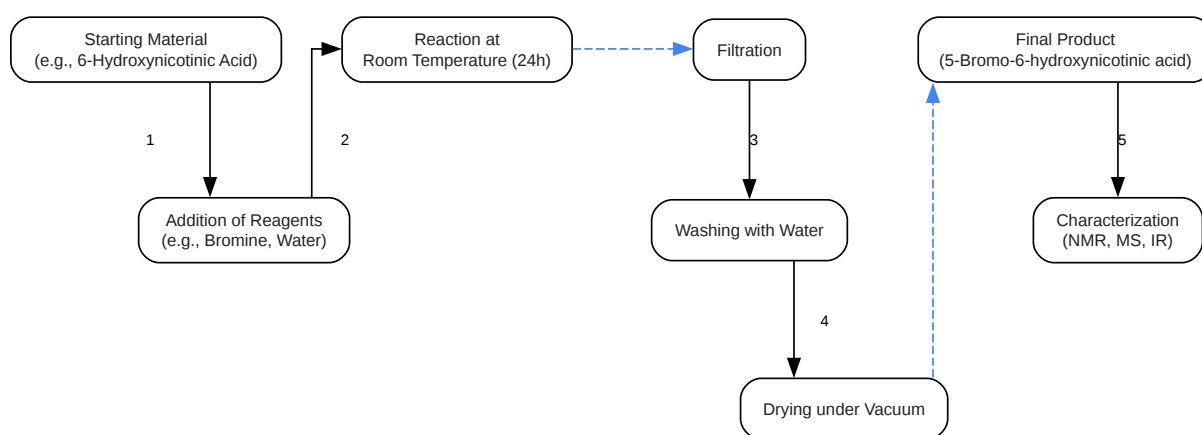 Starting Material
(e.g., 6-Hydroxynicotinic Acid)
1
Addition of Reagents
(e.g., Bromine, Water)
2
Reaction at
Room Temperature (24h)
Filtration
3
Washing with Water
4
Drying under Vacuum
Final Product
(5-Bromo-6-hydroxynicotinic acid)
5
Characterization
(NMR, MS, IR)